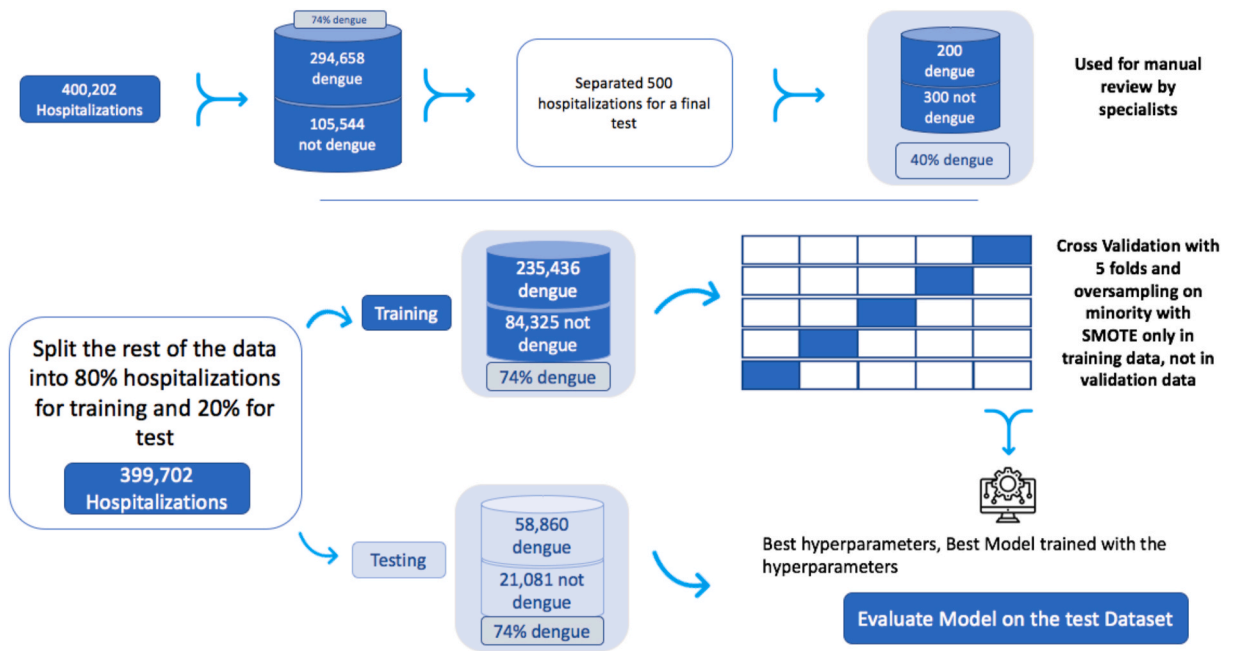 74% dengue
400,202
Hospitalizations
294,658
dengue
105,544
not dengue
Separated 500
hospitalizations for a final
test
200
dengue
300 not
dengue
40% dengue
Used for manual
review by
specialists
Split the rest of the data
into 80% hospitalizations
for training and 20% for
test
399,702
Hospitalizations
Training
235,436
dengue
84,325 not
dengue
74% dengue
Cross Validation with
5 folds and
oversampling on
minority with
SMOTE only in
training data, not in
validation data
Testing
58,860
dengue
21,081 not
dengue
74% dengue
Best hyperparameters, Best Model trained with the
hyperparameters
Evaluate Model on the test Dataset